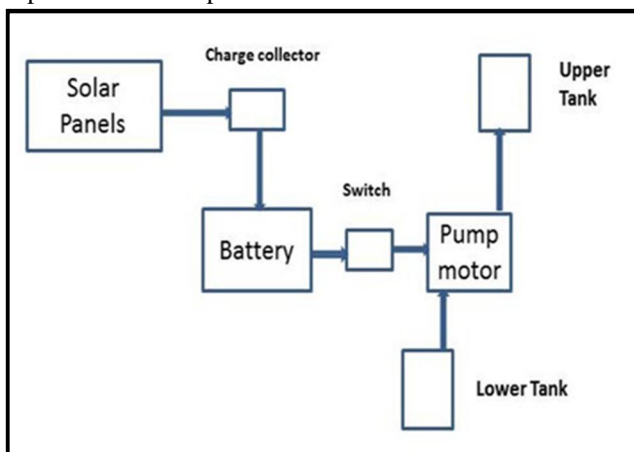 Charge collector
Solar
Panels
Upper
Tank
Switch
Battery
Pump
motor
Lower Tank